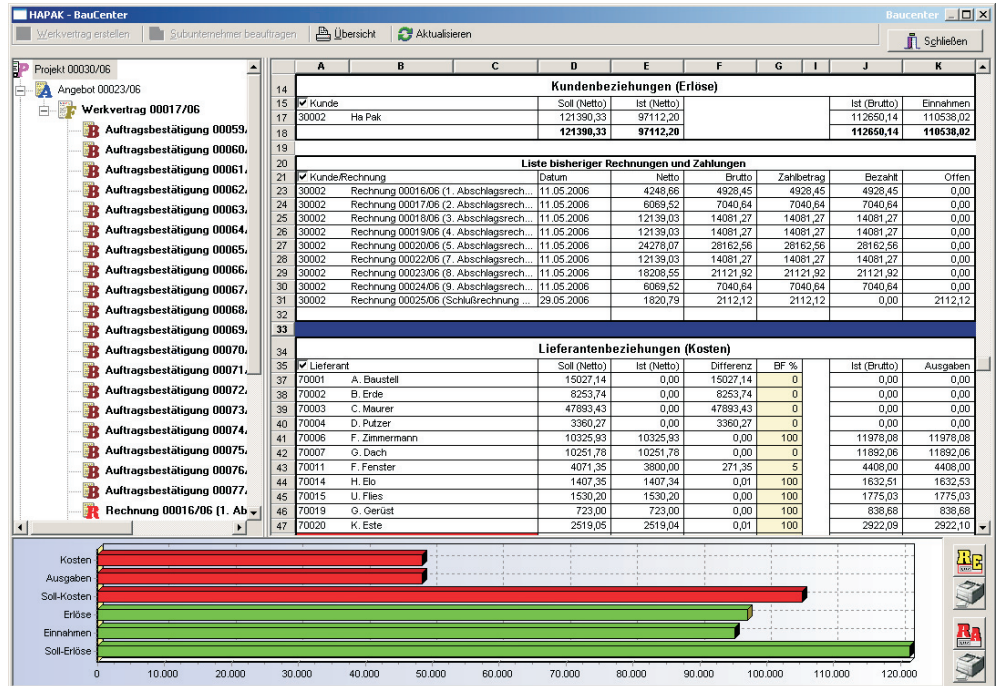 HAPAK - BauCenter
Baucenter
Werkvertrag erstellen Subunternehmer beauftragen Übersicht Aktualisieren Schließen
Projekt 00030/06
Angebot 00023/06
Werkvertrag 00017/06
Auftragsbestätigung 00059
Auftragsbestätigung 00060
Auftragsbestätigung 00061
Auftragsbestätigung 00062
Auftragsbestätigung 00063
Auftragsbestätigung 00064
Auftragsbestätigung 00065
Auftragsbestätigung 00066
Auftragsbestätigung 00067
Auftragsbestätigung 00068
Auftragsbestätigung 00069
Auftragsbestätigung 00070
Auftragsbestätigung 00071
Auftragsbestätigung 00072
Auftragsbestätigung 00073
Auftragsbestätigung 00074
Auftragsbestätigung 00075
Auftragsbestätigung 00076
Auftragsbestätigung 00077
Rechnung 00016/06 (1. Ab
A B C D E F G I J K
14 Kundenbeziehungen (Erlöse)
15 Kunde Soll (Netto) Ist (Netto) Ist (Brutto) Einnahmen
17 30002 Ha Pak 121390,33 97112,20 112650,14 110538,02
18 121390,33 97112,20 112650,14 110538,02
19
20 Liste bisheriger Rechnungen und Zahlungen
21 Kunde/Rechnung Datum Netto Brutto Zahlbetrag Bezahlt Offen
23 30002 Rechnung 00016/06 (1. Abschlagsrech... 11.05.2006 4248,66 4928,45 4928,45 4928,45 0,00
24 30002 Rechnung 00017/06 (2. Abschlagsrech... 11.05.2006 6069,52 7040,64 7040,64 7040,64 0,00
25 30002 Rechnung 00018/06 (3. Abschlagsrech... 11.05.2006 12139,03 14081,27 14081,27 14081,27 0,00
26 30002 Rechnung 00019/06 (4. Abschlagsrech... 11.05.2006 12139,03 14081,27 14081,27 14081,27 0,00
27 30002 Rechnung 00020/06 (5. Abschlagsrech... 11.05.2006 24278,07 28162,56 28162,56 28162,56 0,00
28 30002 Rechnung 00022/06 (7. Abschlagsrech... 11.05.2006 12139,03 14081,27 14081,27 14081,27 0,00
29 30002 Rechnung 00023/06 (8. Abschlagsrech... 11.05.2006 18208,55 21121,92 21121,92 21121,92 0,00
30 30002 Rechnung 00024/06 (9. Abschlagsrech... 11.05.2006 6069,52 7040,64 7040,64 7040,64 0,00
31 30002 Rechnung 00025/06 (Schlußrechnung ... 29.05.2006 1820,79 2112,12 2112,12 0,00 2112,12
32
33
34 Lieferantenbeziehungen (Kosten)
35 Lieferant Soll (Netto) Ist (Netto) Differenz BF % Ist (Brutto) Ausgaben
37 70001 A. Baustell 15027,14 0,00 15027,14 0 0,00 0,00
38 70002 B. Erde 8253,74 0,00 8253,74 0 0,00 0,00
39 70003 C. Maurer 47893,43 0,00 47893,43 0 0,00 0,00
40 70004 D. Putzer 3360,27 0,00 3360,27 0 0,00 0,00
41 70006 F. Zimmermann 10325,93 10325,93 0,00 100 11978,08 11978,08
42 70007 G. Dach 10251,78 10251,78 0,00 0 11892,06 11892,06
43 70011 F. Fenster 4071,35 3800,00 271,35 5 4408,00 4408,00
44 70014 H. Elo 1407,35 1407,34 0,01 100 1632,51 1632,53
45 70015 U. Flies 1530,20 1530,20 0,00 100 1775,03 1775,03
46 70019 G. Gerüst 723,00 723,00 0,00 100 838,68 838,68
47 70020 K. Este 2519,05 2519,04 0,01 100 2922,09 2922,10
Kosten
Ausgaben
Soll-Kosten
Erlöse
Einnahmen
Soll-Erlöse
0 10.000 20.000 30.000 40.000 50.000 60.000 70.000 80.000 90.000 100.000 110.000 120.000
RE
RA